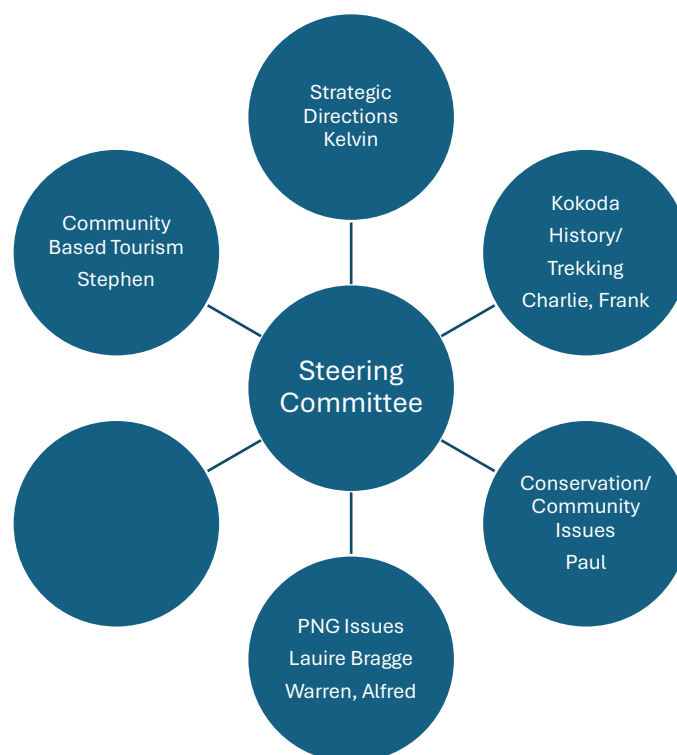 Strategic
Directions
Kelvin
Community
Based Tourism
Stephen
Kokoda
History/
Trekking
Charlie, Frank
Steering
Committee
Conservation/
Community
Issues
Paul
PNG Issues
Lauire Bragge
Warren, Alfred